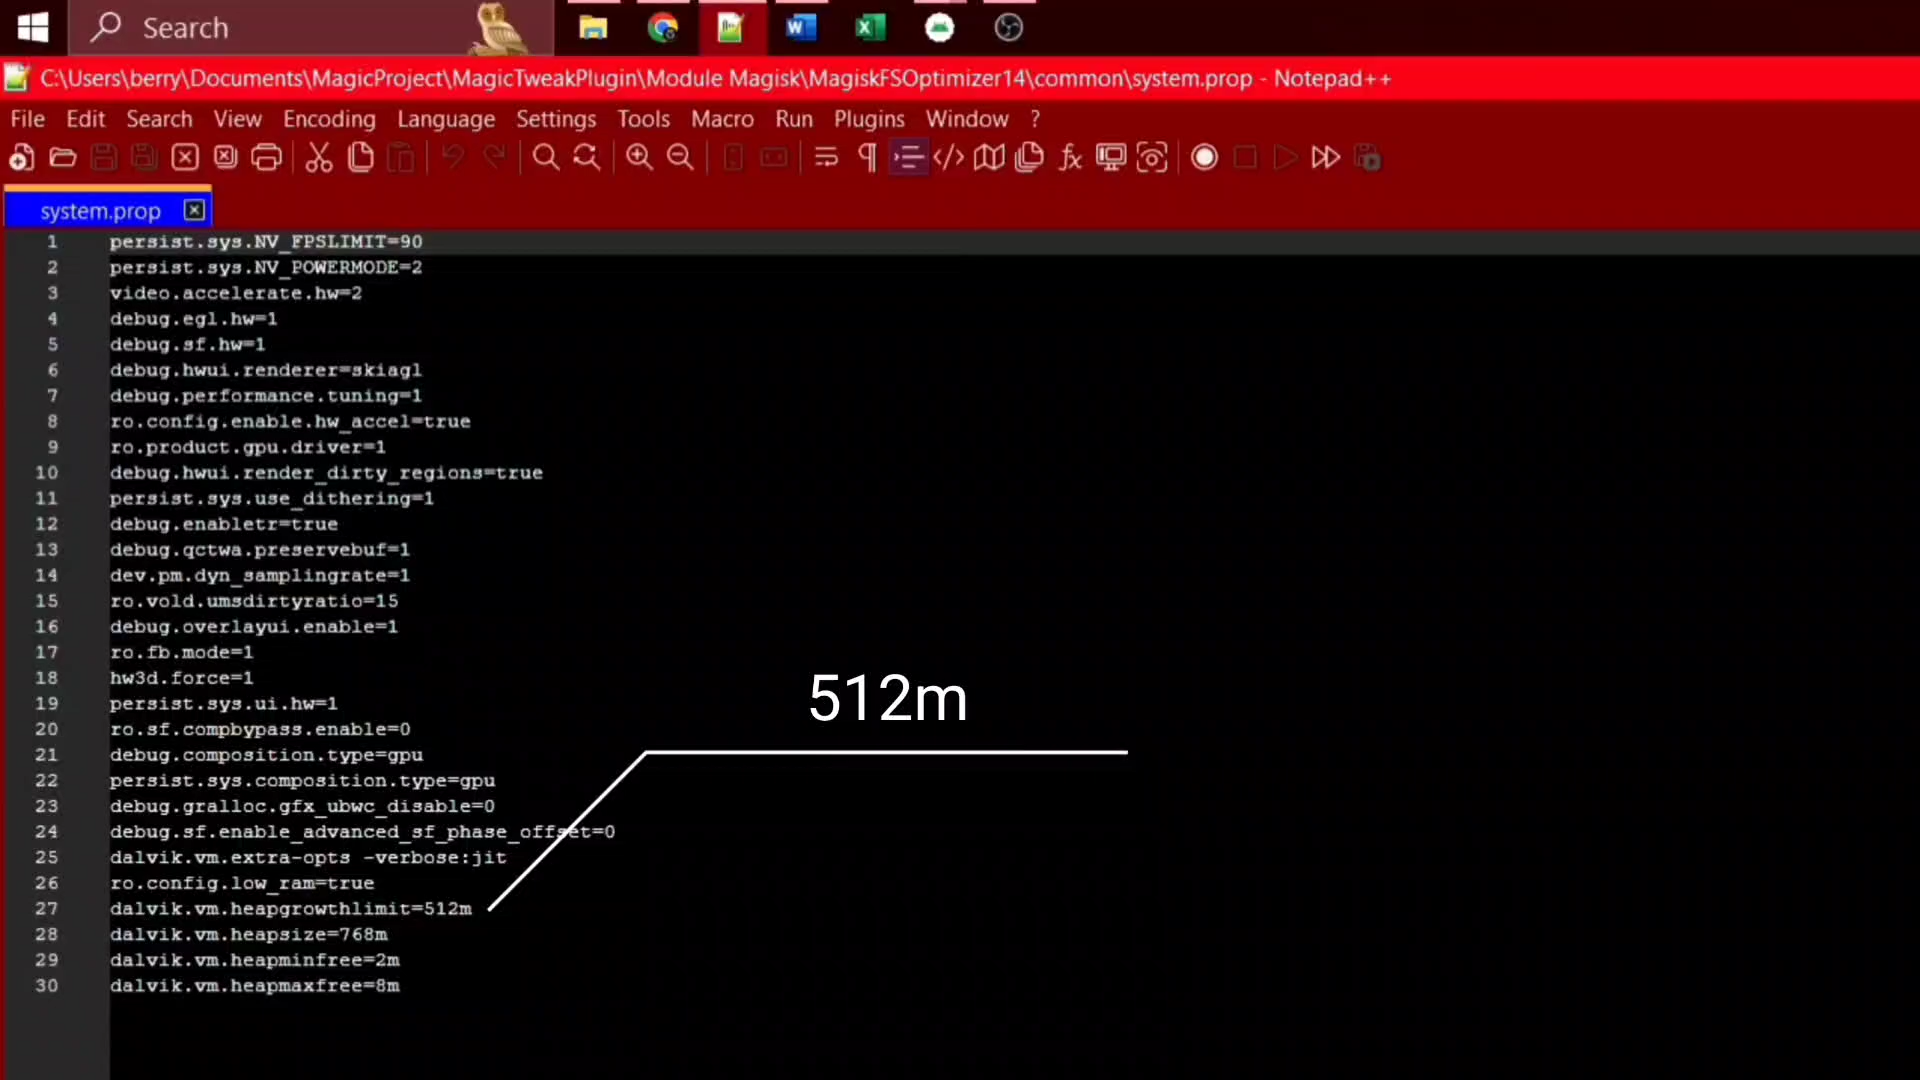 Search
C:\Users\berry\Documents\MagicProject\MagicTweakPlugin\Module Magisk\MagiskFSOptimizer14\common\system.prop - Notepad++
File Edit Search View Encoding Language Settings Tools Macro Run Plugins Window ?
system.prop
1 persist.sys.NV_FPSLIMIT=90
2 persist.sys.NV_POWERMODE=2
3 video.accelerate.hw=2
4 debug.egl.hw=1
5 debug.sf.hw=1
6 debug.hwui.renderer=skiagl
7 debug.performance.tuning=1
8 ro.config.enable.hw_accel=true
9 ro.product.gpu.driver=1
10 debug.hwui.render_dirty_regions=true
11 persist.sys.use_dithering=1
12 debug.enabletr=true
13 debug.qctwa.preservebuf=1
14 dev.pm.dyn_samplingrate=1
15 ro.vold.umsdirtyratio=15
16 debug.overlayui.enable=1
17 ro.fb.mode=1
18 hw3d.force=1
19 persist.sys.ui.hw=1
20 ro.sf.compbypass.enable=0
21 debug.composition.type=gpu
22 persist.sys.composition.type=gpu
23 debug.gralloc.gfx_ubwc_disable=0
24 debug.sf.enable_advanced_sf_phase_offset=0
25 dalvik.vm.extra-opts -verbose:jit
26 ro.config.low_ram=true
27 dalvik.vm.heapgrowthlimit=512m
28 dalvik.vm.heapsize=768m
29 dalvik.vm.heapminfree=2m
30 dalvik.vm.heapmaxfree=8m
512m